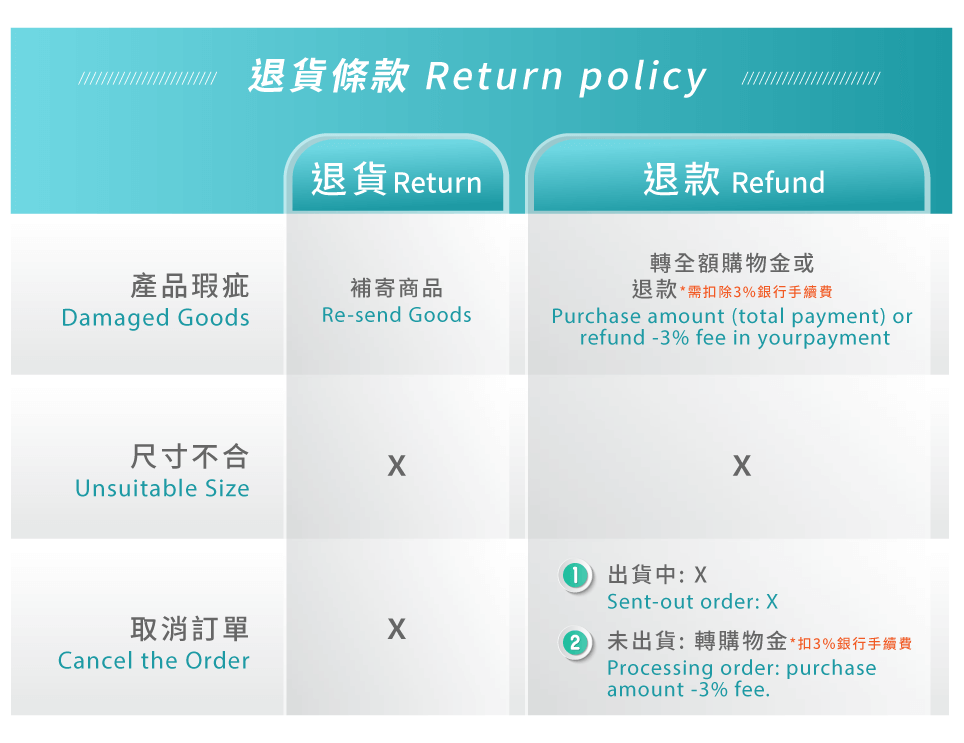 退貨條款 Return policy
退貨 Return
退款 Refund
產品瑕疵
Damaged Goods
補寄商品
Re-send Goods
轉全額購物金或
退款*需扣除3%銀行手續費
Purchase amount (total payment) or
refund -3% fee in yourpayment
尺寸不合
Unsuitable Size
X
X
取消訂單
Cancel the Order
X
1 出貨中: X
Sent-out order: X
2 未出貨: 轉購物金*扣3%銀行手續費
Processing order: purchase
amount -3% fee.